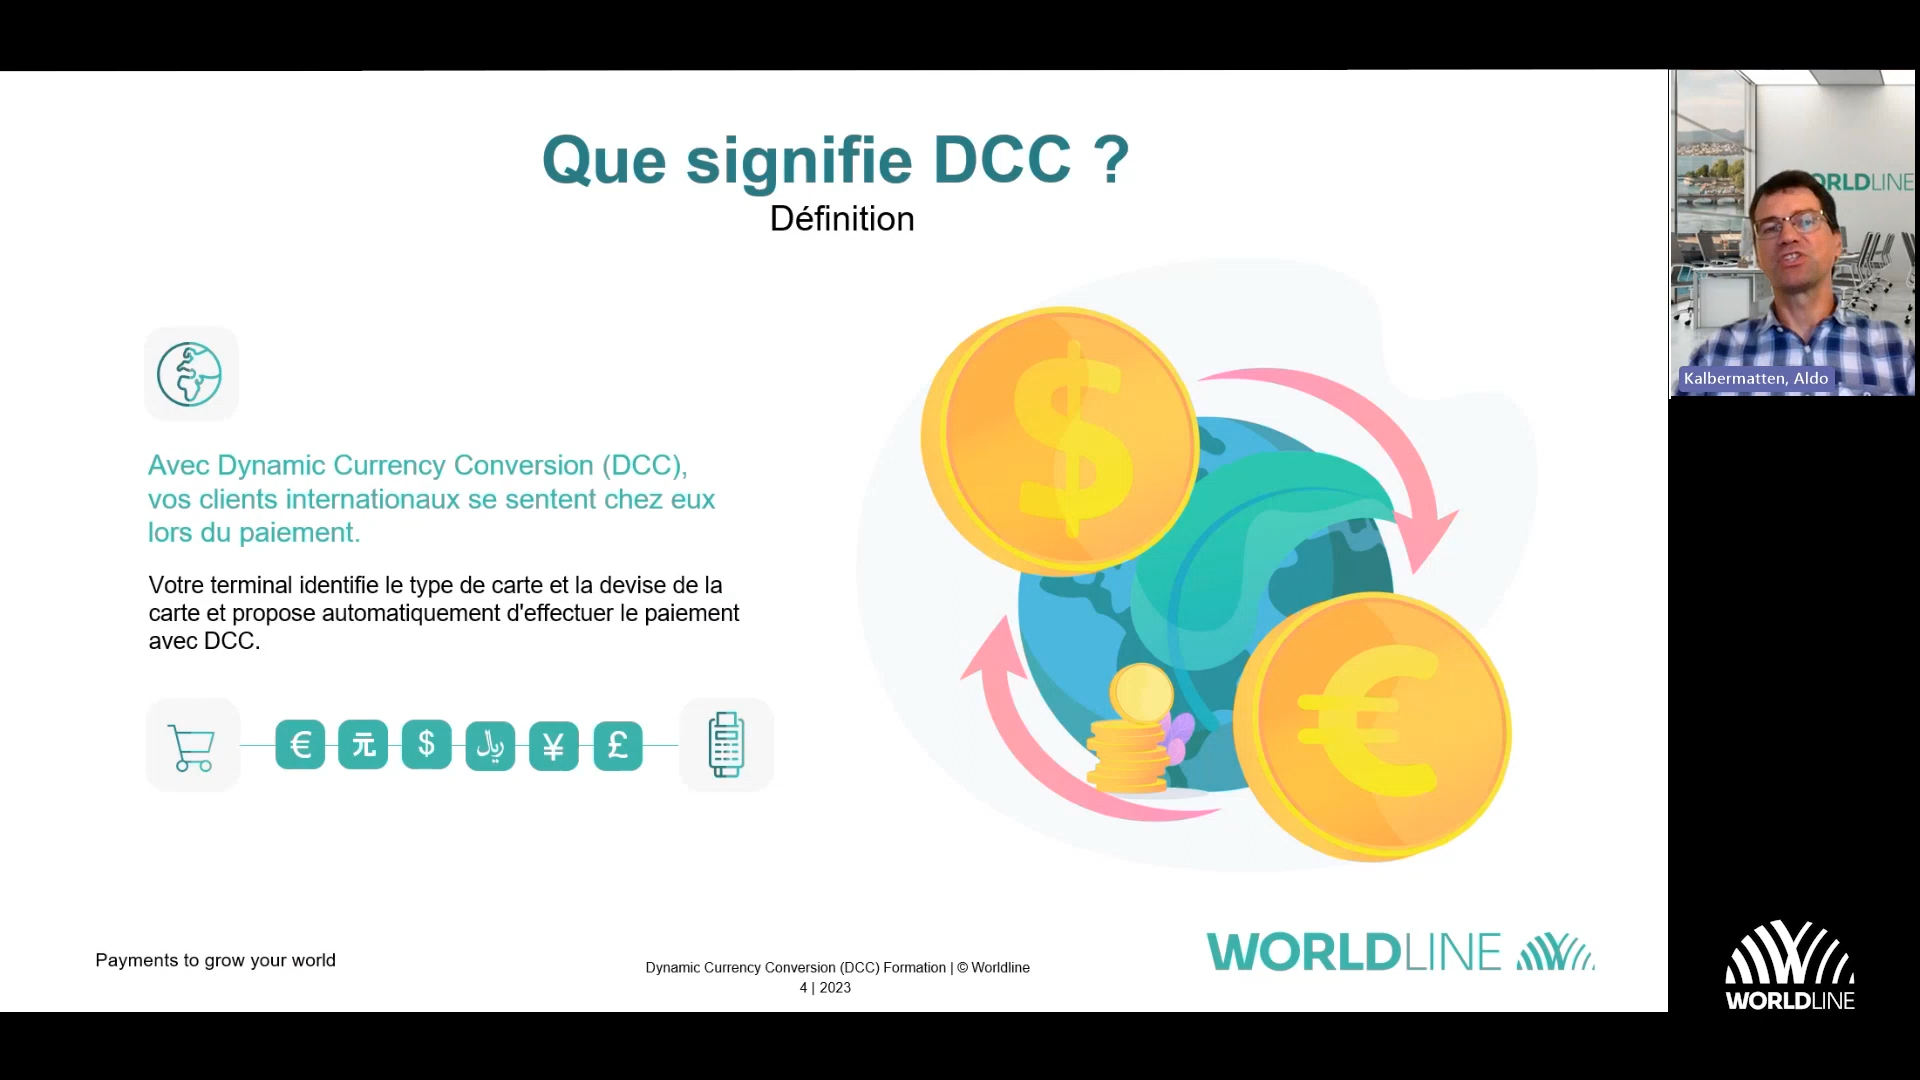 Que signifie DCC ?
Définition
Avec Dynamic Currency Conversion (DCC),
vos clients internationaux se sentent chez eux
lors du paiement.
Votre terminal identifie le type de carte et la devise de la
carte et propose automatiquement d'effectuer le paiement
avec DCC.
€ 元 $ ﷼ ¥ £
$
€
Payments to grow your world
Dynamic Currency Conversion (DCC) Formation | © Worldline
4 | 2023
WORLDLINE
ORLDLINE
Kalbermatten, Aldo
WORLDLINE